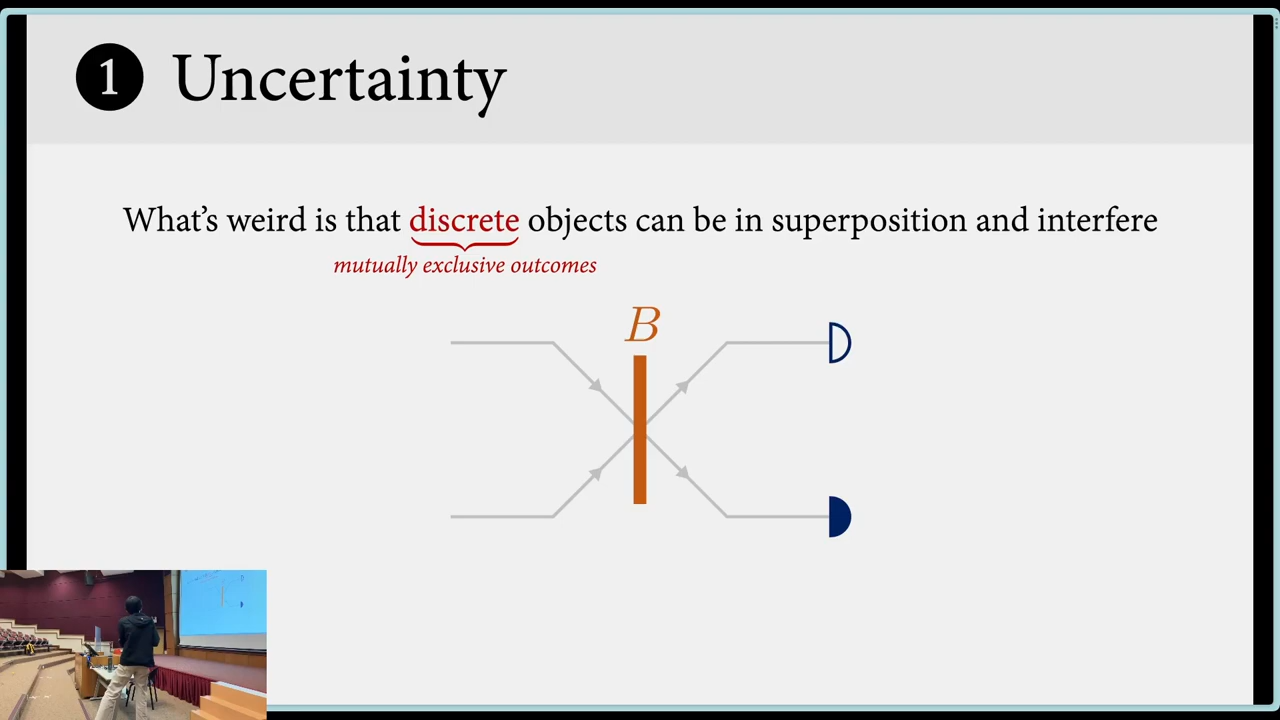 1 Uncertainty
What's weird is that discrete objects can be in superposition and interfere
mutually exclusive outcomes
B